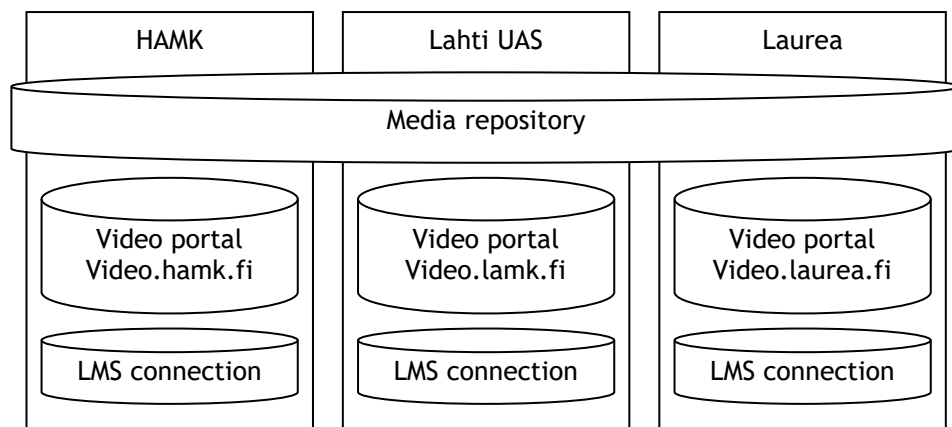 HAMK
Lahti UAS
Laurea
Media repository
Video portal
Video.hamk.fi
Video portal
Video.lamk.fi
Video portal
Video.laurea.fi
LMS connection
LMS connection
LMS connection